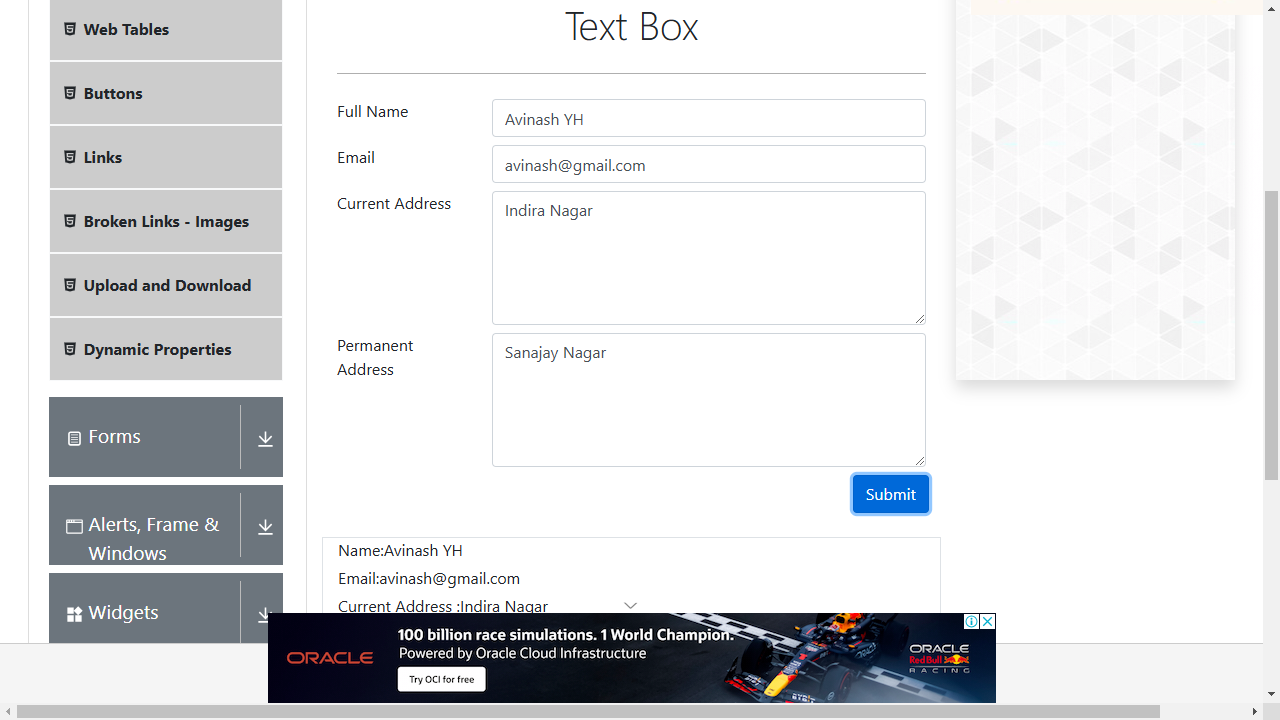 Web Tables
Buttons
Links
Broken Links - Images
Upload and Download
Dynamic Properties
Forms
Alerts, Frame &
Windows
Widgets
Text Box
Full Name
Avinash YH
Email
avinash@gmail.com
Current Address
Indira Nagar
Permanent
Address
Sanajay Nagar
Submit
Name:Avinash YH
Email:avinash@gmail.com
Current Address :Indira Nagar
ORACLE
100 billion race simulations. 1 World Champion.
Powered by Oracle Cloud Infrastructure
Try OCI for free
ORACLE
Red Bull
RACING